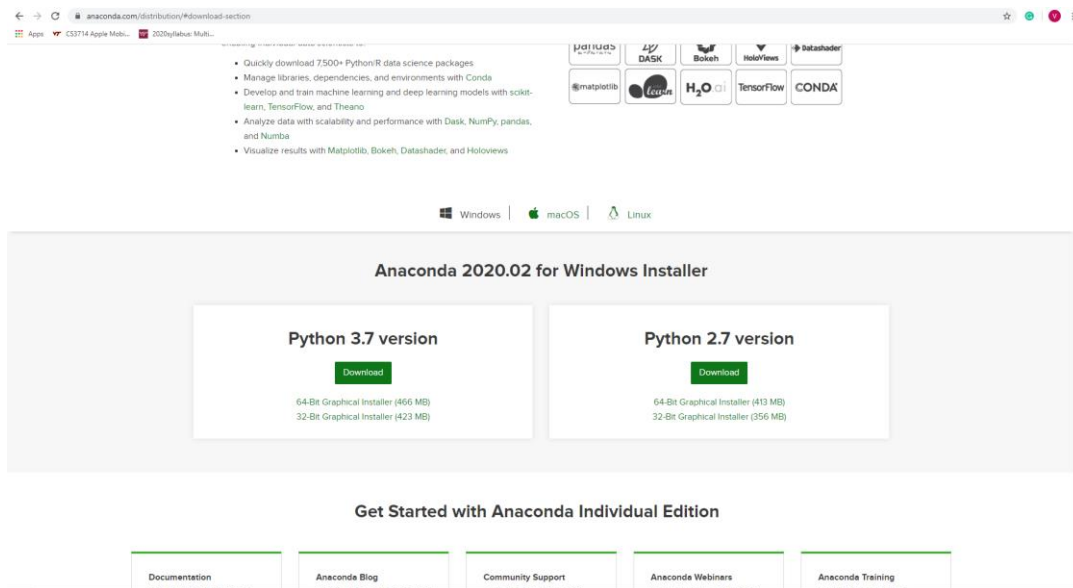 anaconda.com/distribution/#download-section
Apps CS3714 Apple Mobi... 2020syllabus: Multi...
Quickly download 7,500+ Python/R data science packages
Manage libraries, dependencies, and environments with Conda
Develop and train machine learning and deep learning models with scikit-
learn, TensorFlow, and Theano
Analyze data with scalability and performance with Dask, NumPy, pandas,
and Numba
Visualize results with Matplotlib, Bokeh, Datashader, and Holoviews
pandas DASK Bokeh HoloViews Datashader
matplotlib learn H2O.ai TensorFlow CONDA
Windows macOS Linux
Anaconda 2020.02 for Windows Installer
Python 3.7 version
Download
64-Bit Graphical Installer (466 MB)
32-Bit Graphical Installer (423 MB)
Python 2.7 version
Download
64-Bit Graphical Installer (413 MB)
32-Bit Graphical Installer (356 MB)
Get Started with Anaconda Individual Edition
Documentation
Anaconda Blog
Community Support
Anaconda Webinars
Anaconda Training